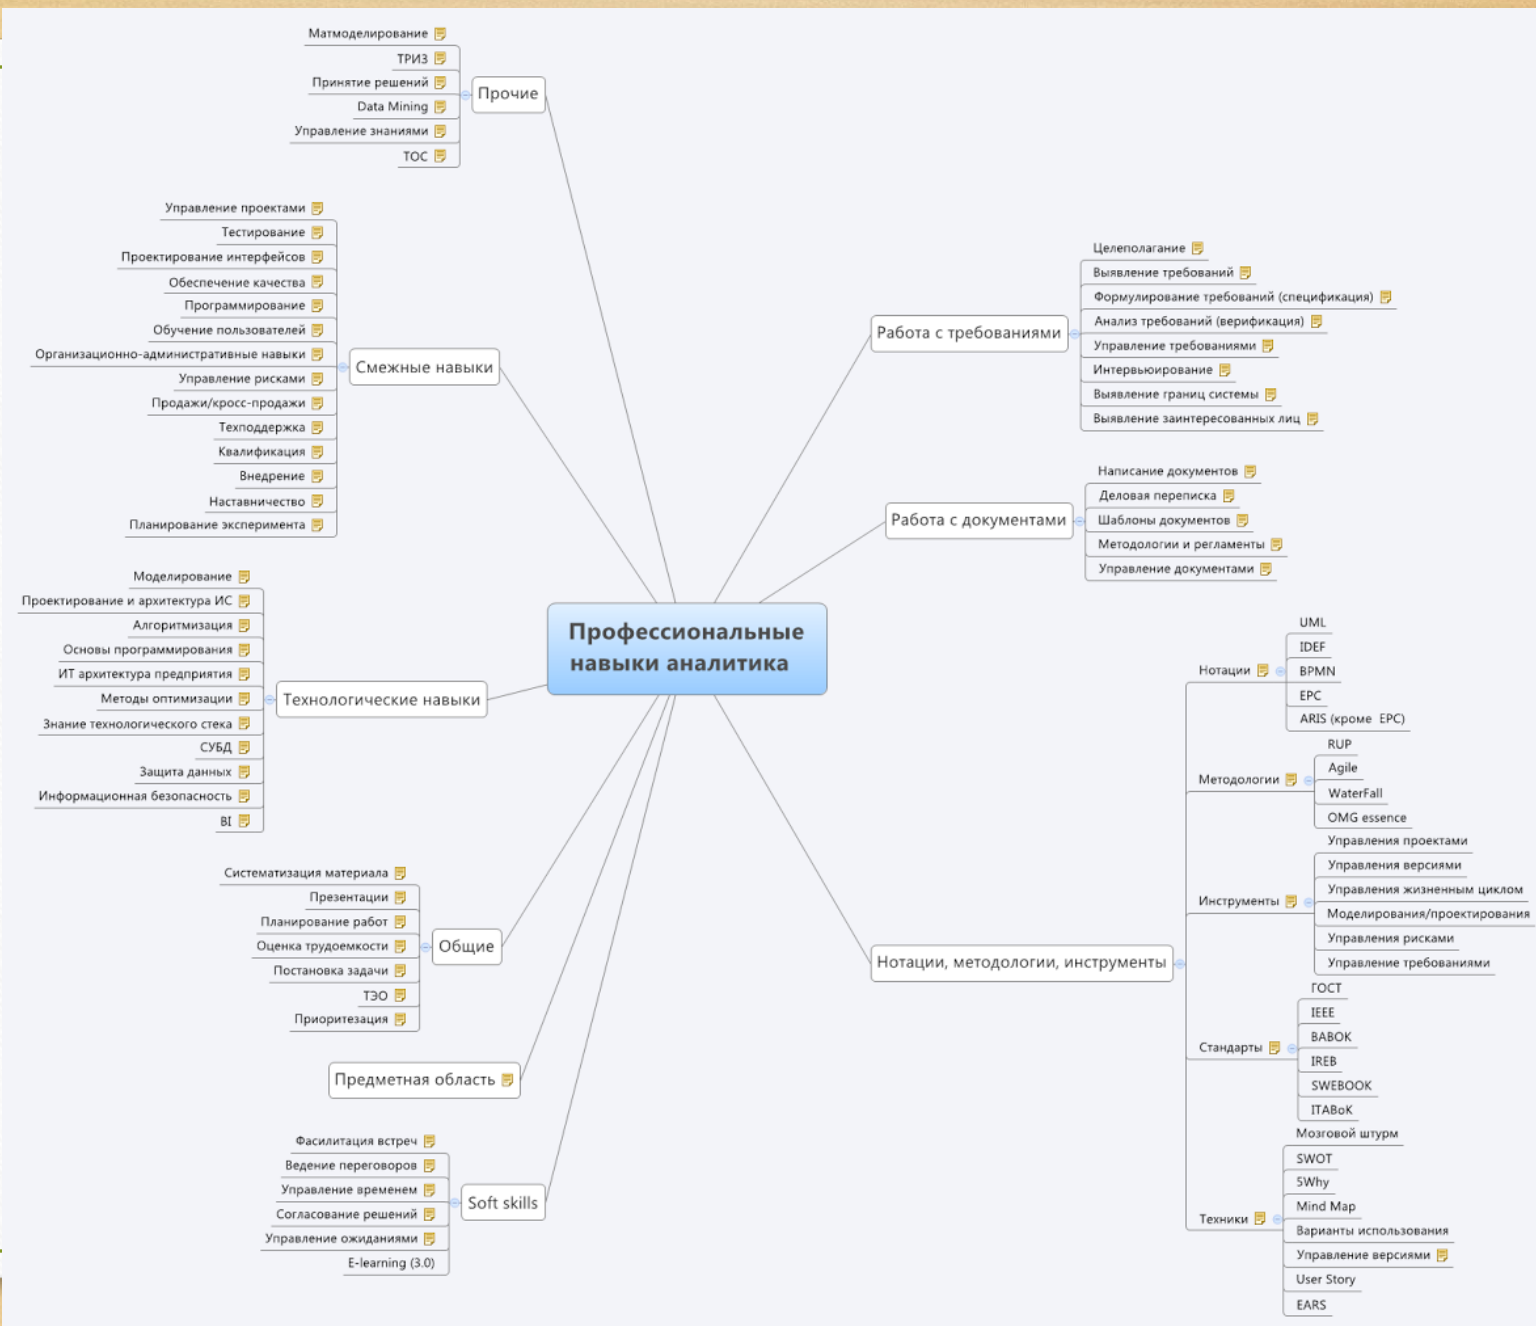 Матмоделирование
ТРИЗ
Принятие решений
Data Mining
Управление знаниями
ТОС
Прочие
Управление проектами
Тестирование
Проектирование интерфейсов
Обеспечение качества
Программирование
Обучение пользователей
Организационно-административные навыки
Управление рисками
Продажи/кросс-продажи
Техподдержка
Квалификация
Внедрение
Наставничество
Планирование эксперимента
Смежные навыки
Моделирование
Проектирование и архитектура ИС
Алгоритмизация
Основы программирования
ИТ архитектура предприятия
Методы оптимизации
Знание технологического стека
СУБД
Защита данных
Информационная безопасность
BI
Технологические навыки
Систематизация материала
Презентации
Планирование работ
Оценка трудоемкости
Постановка задачи
ТЭО
Приоритезация
Общие
Предметная область
Фасилитация встреч
Ведение переговоров
Управление временем
Согласование решений
Управление ожиданиями
E-learning (3.0)
Soft skills
Профессиональные
навыки аналитика
Работа с требованиями
Целеполагание
Выявление требований
Формулирование требований (спецификация)
Анализ требований (верификация)
Управление требованиями
Интервьюирование
Выявление границ системы
Выявление заинтересованных лиц
Работа с документами
Написание документов
Деловая переписка
Шаблоны документов
Методологии и регламенты
Управление документами
Нотации, методологии, инструменты
Нотации
UML
IDEF
BPMN
EPC
ARIS (кроме EPC)
Методологии
RUP
Agile
WaterFall
OMG essence
Инструменты
Управления проектами
Управления версиями
Управления жизненным циклом
Моделирования/проектирования
Управления рисками
Управление требованиями
Стандарты
ГОСТ
IEEE
BABOK
IREB
SWEBOOK
ITABoK
Техники
Мозговой штурм
SWOT
5Why
Mind Map
Варианты использования
Управление версиями
User Story
EARS